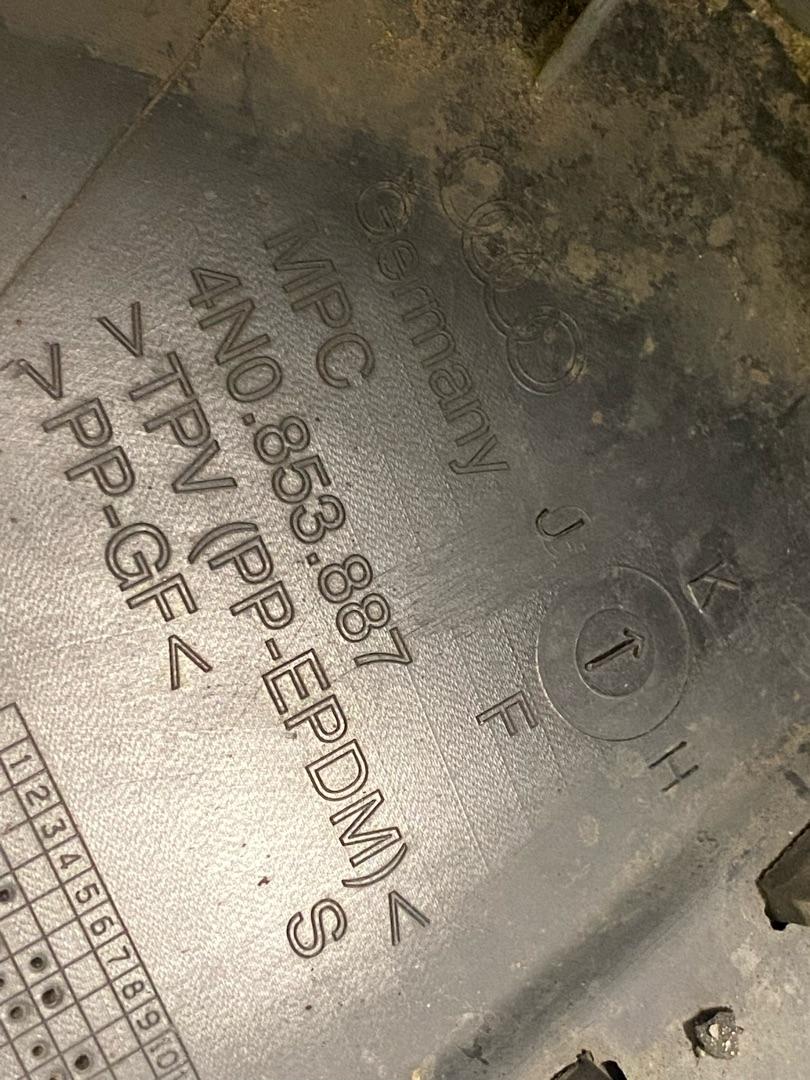 Germany
MPC
4N0.853.887
>TPV (PP-EPDM)<
>PP-GF< S
K H
J F
1 2 3 4 5 6 7 8 9 10